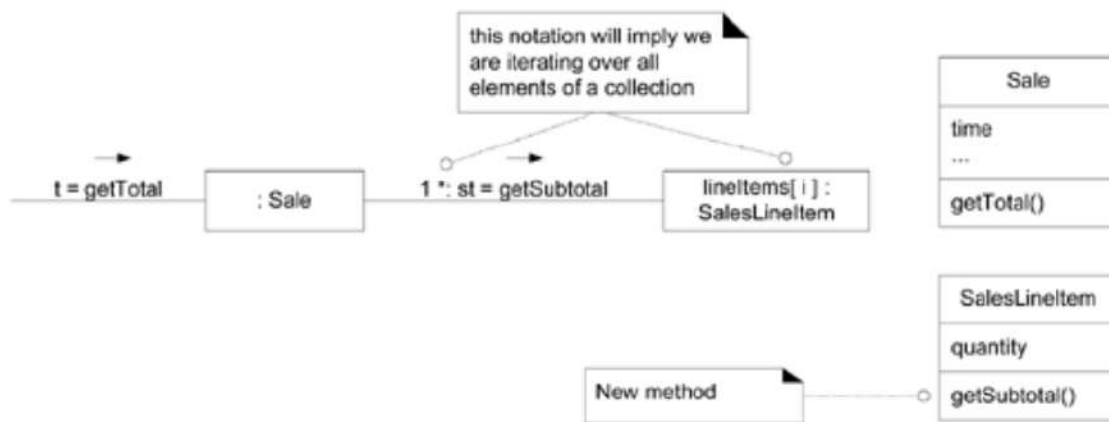 this notation will imply we
are iterating over all
elements of a collection
Sale
time
...
getTotal()
t = getTotal
: Sale
1 *: st = getSubtotal
lineItems[ i ] :
SalesLineItem
SalesLineItem
quantity
getSubtotal()
New method